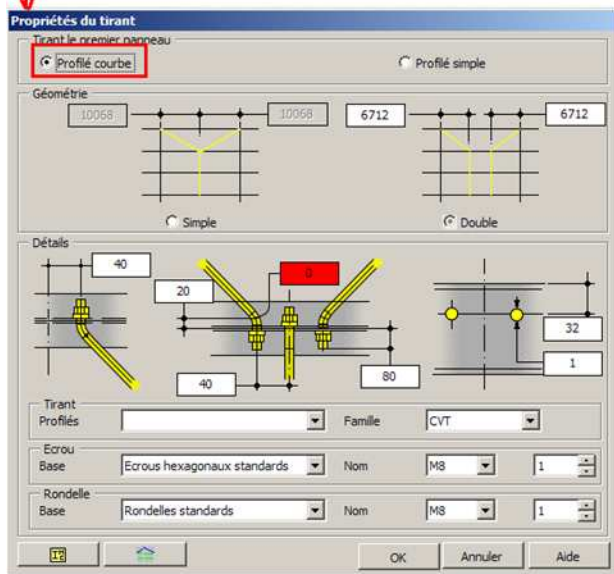 Propriétés du tirant
Tirant le premier panneau
Profilé courbe
Profilé simple
Géométrie
10068
10068
6712
6712
Simple
Double
Détails
40
0
20
40
80
32
1
Tirant
Profilés
Famille
CVT
Ecrou
Base
Ecrous hexagonaux standards
Nom
M8
1
Rondelle
Base
Rondelles standards
Nom
M8
1
OK
Annuler
Aide